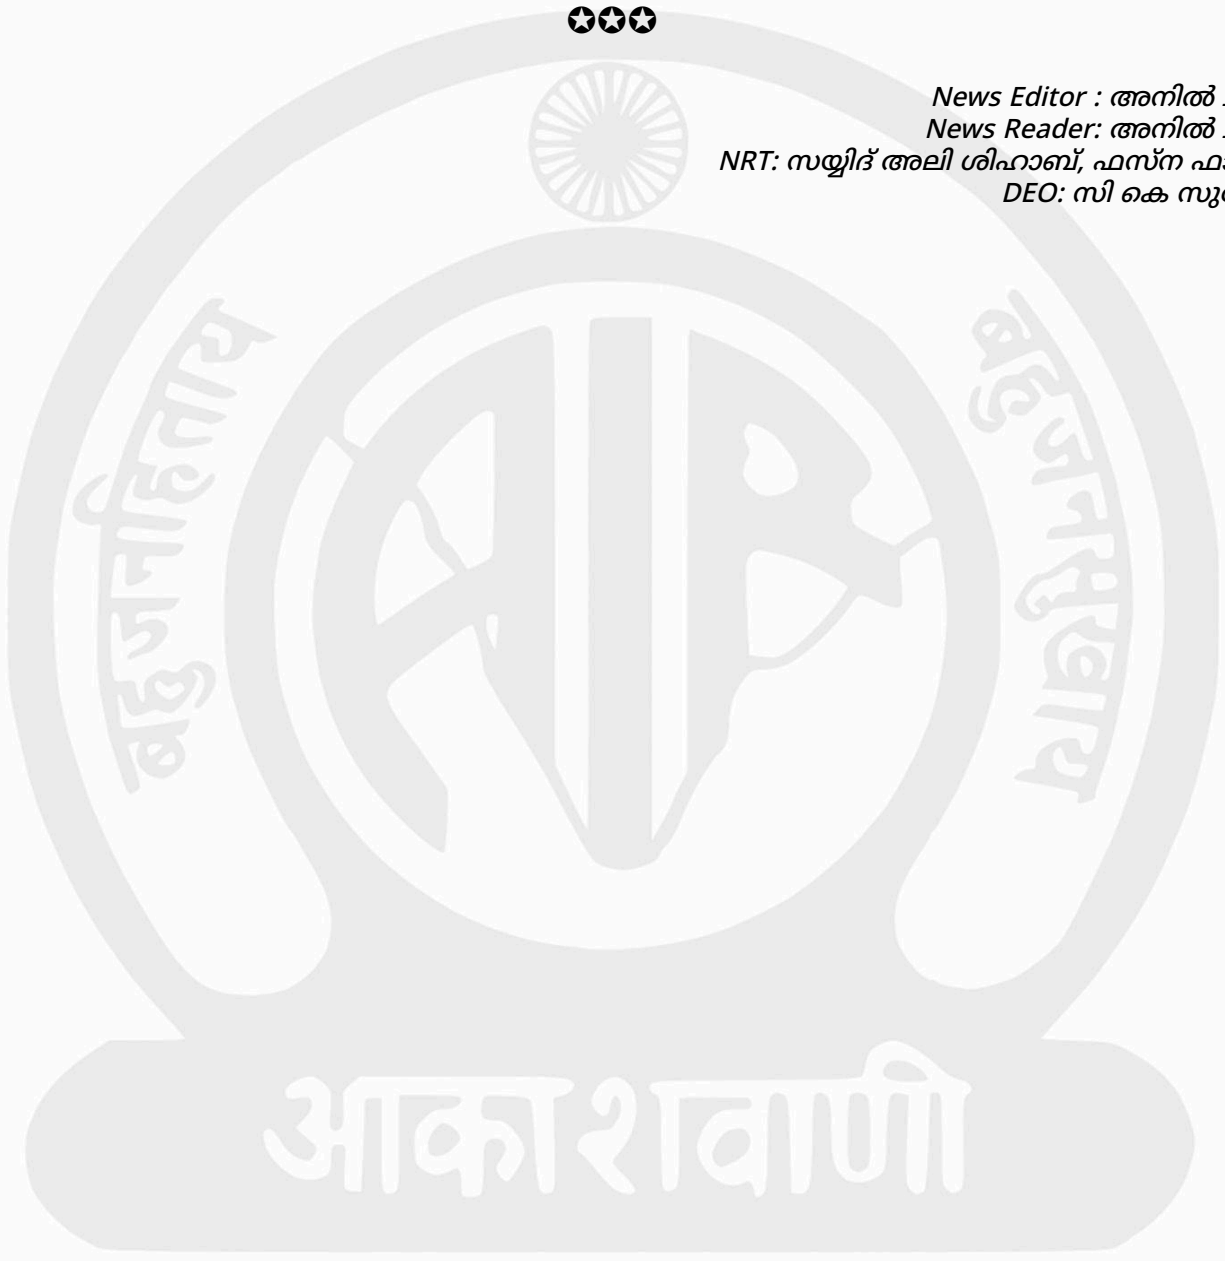 ✪✪✪
News Editor : അനിൽ
News Reader: അനിൽ
NRT: സയ്യിദ് അലി ശിഹാബ്, ഫസ്ന
DEO: സി കെ
बहुजनहिताय
बहुजनसुखाय
आकाशवाणी